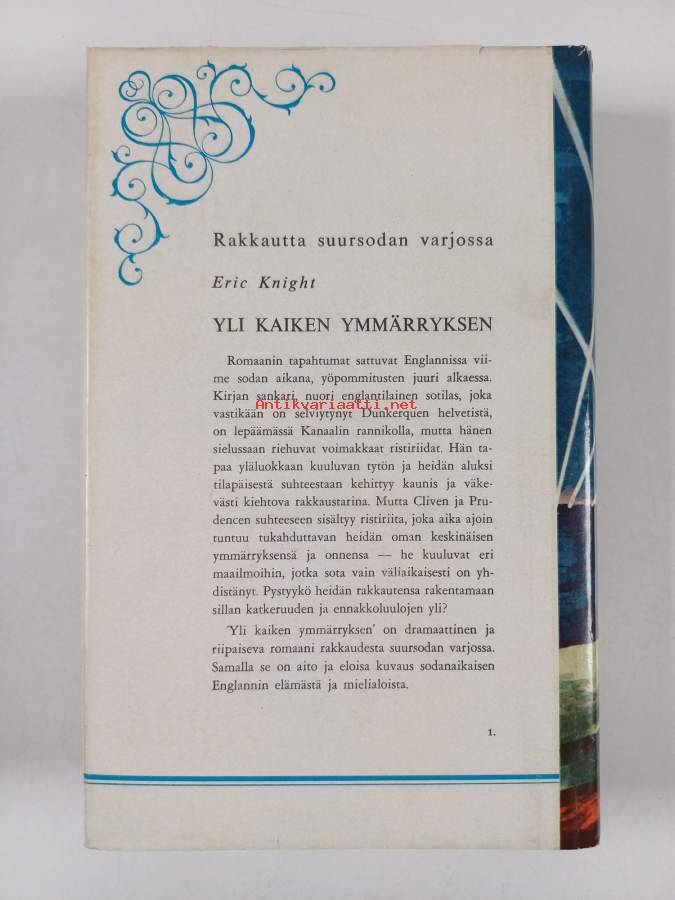 Rakkautta suursodan varjossa
Eric Knight
YLI KAIKEN YMMÄRRYKSEN
Romaanin tapahtumat sattuvat Englannissa vii-
me sodan aikana, yöpommitusten juuri alkaessa.
Kirjan sankari, nuori englantilainen sotilas, joka
Antikvariaatti.net
vastikään on selviytynyt Dunkerquen helvetistä,
on lepäämässä Kanaalin rannikolla, mutta hänen
sielussaan riehuvat voimakkaat ristiriidat. Hän ta-
paa yläluokkaan kuuluvan tytön ja heidän aluksi
tilapäisestä suhteestaan kehittyy kaunis ja väke-
västi kiehtova rakkaustarina. Mutta Cliven ja Pru-
dencen suhteeseen sisältyy ristiriita, joka aika ajoin
tuntuu tukahduttavan heidän oman keskinäisen
ymmärryksensä ja onnensa — he kuuluvat eri
maailmoihin, jotka sota vain väliaikaisesti on yh-
distänyt. Pystyykö heidän rakkautensa rakentamaan
sillan katkeruuden ja ennakkoluulojen yli?
'Yli kaiken ymmärryksen' on dramaattinen ja
riipaiseva romaani rakkaudesta suursodan varjossa.
Samalla se on aito ja eloisa kuvaus sodanaikaisen
Englannin elämästä ja mielialoista.
1.